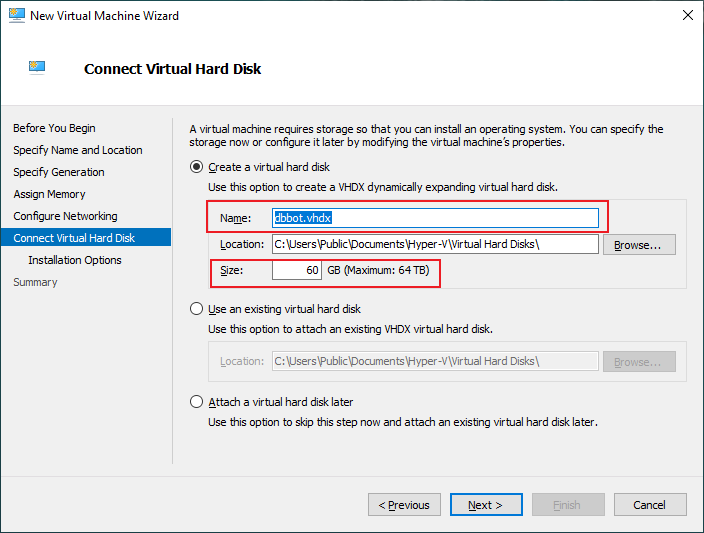 New Virtual Machine Wizard
Connect Virtual Hard Disk
Before You Begin
Specify Name and Location
Specify Generation
Assign Memory
Configure Networking
Connect Virtual Hard Disk
Installation Options
Summary
A virtual machine requires storage so that you can install an operating system. You can specify the
storage now or configure it later by modifying the virtual machine's properties.
Create a virtual hard disk
Use this option to create a VHDX dynamically expanding virtual hard disk.
Name: dbbot.vhdx
Location: C:\Users\Public\Documents\Hyper-V\Virtual Hard Disks\ Browse...
Size: 60 GB (Maximum: 64 TB)
Use an existing virtual hard disk
Use this option to attach an existing VHDX virtual hard disk.
Location: C:\Users\Public\Documents\Hyper-V\Virtual Hard Disks\ Browse...
Attach a virtual hard disk later
Use this option to skip this step now and attach an existing virtual hard disk later.
< Previous Next > Finish Cancel